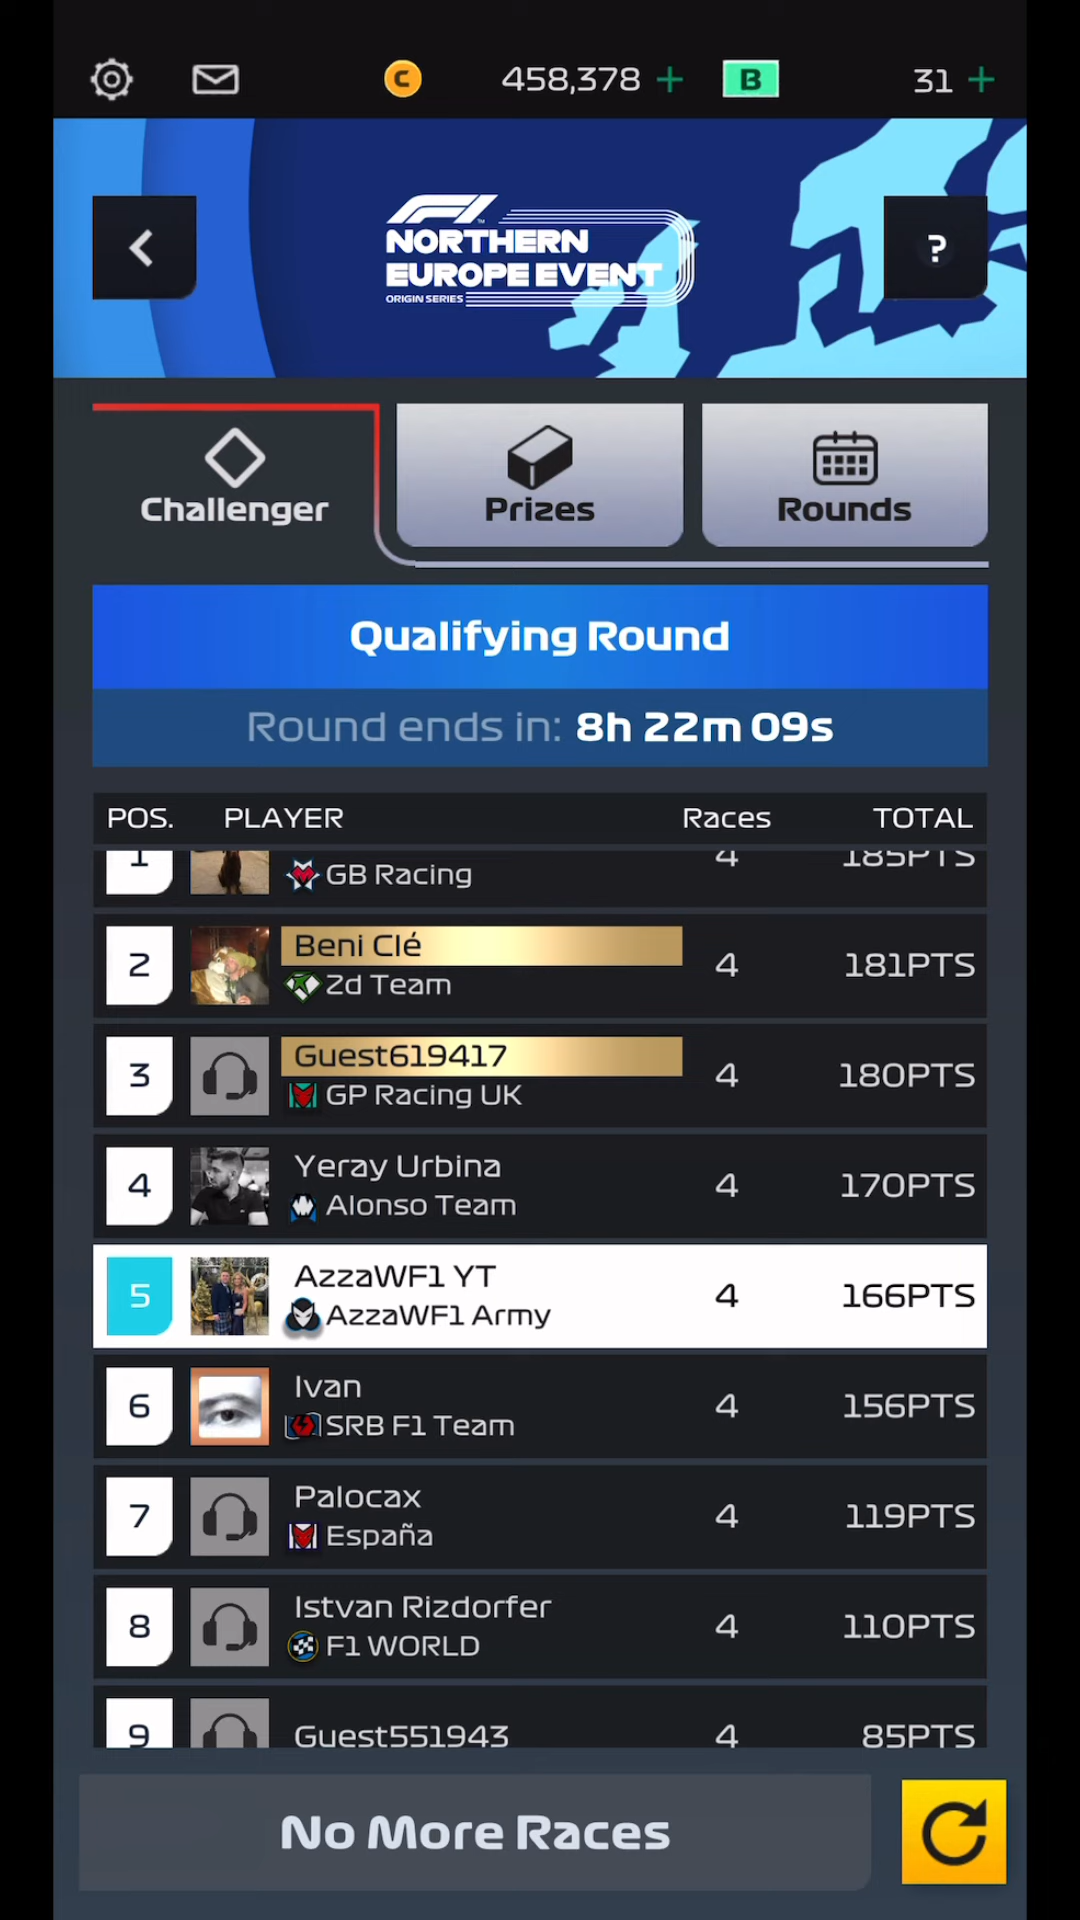 C 458,378 + B 31 +
F1
NORTHERN
EUROPE EVENT
ORIGIN SERIES
?
Challenger
Prizes
Rounds
Qualifying Round
Round ends in: 8h 22m 09s
POS. PLAYER Races TOTAL
1 GB Racing 4 185PTS
2 Beni Clé 4 181PTS
2d Team
3 Guest619417 4 180PTS
GP Racing UK
4 Yeray Urbina 4 170PTS
Alonso Team
5 AzzaWF1 YT 4 166PTS
AzzaWF1 Army
6 Ivan 4 156PTS
SRB F1 Team
7 Palocax 4 119PTS
España
8 Istvan Rizdorfer 4 110PTS
F1 WORLD
9 Guest551943 4 85PTS
No More Races